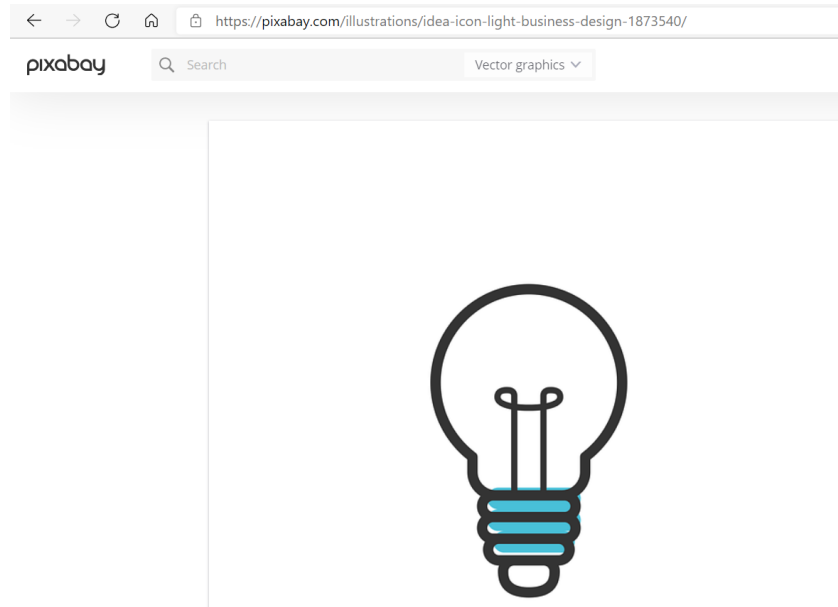 https://pixabay.com/illustrations/idea-icon-light-business-design-1873540/
pixabay
Search
Vector graphics